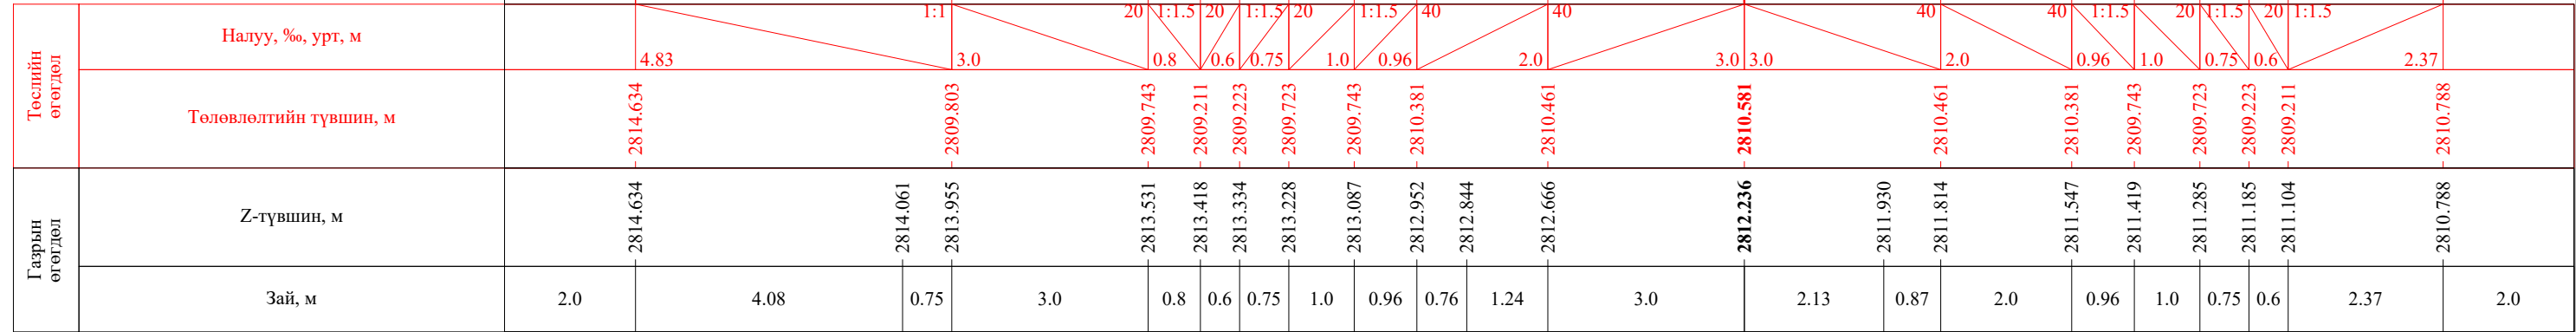 Төслийн өгөгдөл
Налуу, ‰, урт, м
1:1 20 1:1.5 20 1:1.5 20 1:1.5 40 40 40 40 1:1.5 20 1:1.5 20 1:1.5
4.83 3.0 0.8 0.6 0.75 1.0 0.96 2.0 3.0 3.0 2.0 0.96 1.0 0.75 0.6 2.37
Төлөвлөлтийн түвшин, м
2814.634 2809.803 2809.743 2809.211 2809.223 2809.723 2809.743 2810.381 2810.461 2810.581 2810.461 2810.381 2809.743 2809.723 2809.223 2809.211 2810.788
Газрын өгөгдөл
Z-түвшин, м
2814.634 2814.061 2813.955 2813.531 2813.418 2813.334 2813.228 2813.087 2812.952 2812.844 2812.666 2812.236 2811.930 2811.814 2811.547 2811.419 2811.285 2811.185 2811.104 2810.788
Зай, м
2.0 4.08 0.75 3.0 0.8 0.6 0.75 1.0 0.96 0.76 1.24 3.0 2.13 0.87 2.0 0.96 1.0 0.75 0.6 2.37 2.0